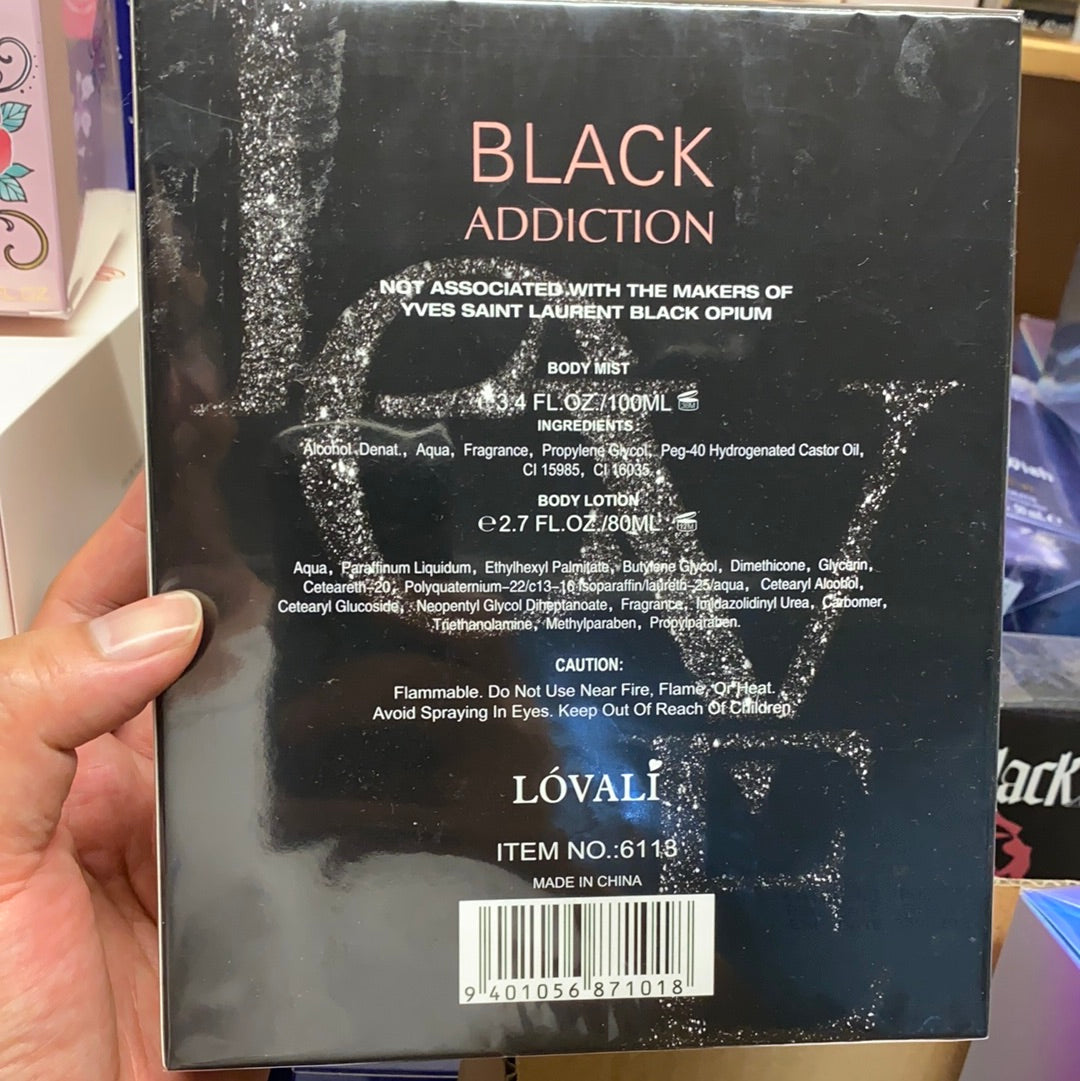 BLACK
ADDICTION
NOT ASSOCIATED WITH THE MAKERS OF
YVES SAINT LAURENT BLACK OPIUM
BODY MIST
℮3.4 FL.OZ./100ML
INGREDIENTS:
Alcohol Denat., Aqua, Fragrance, Propylene Glycol, Peg-40 Hydrogenated Castor Oil,
CI 15985, CI 16035
BODY LOTION
℮2.7 FL.OZ./80ML 12M
Aqua, Paraffinum Liquidum, Ethylhexyl Palmitate, Butylene Glycol, Dimethicone, Glycerin,
Ceteareth-20, Polyquaternium-22/c13-16 Isoparaffin/laureth-25/aqua, Cetearyl Alcohol,
Cetearyl Glucoside, Neopentyl Glycol Diheptanoate, Fragrance, Imidazolidinyl Urea, Carbomer,
Triethanolamine, Methylparaben, Propylparaben.
CAUTION:
Flammable. Do Not Use Near Fire, Flame, Or Heat.
Avoid Spraying In Eyes. Keep Out Of Reach Of Children.
LÓVALI
ITEM NO.:6113
MADE IN CHINA
9 401056 871018
lack